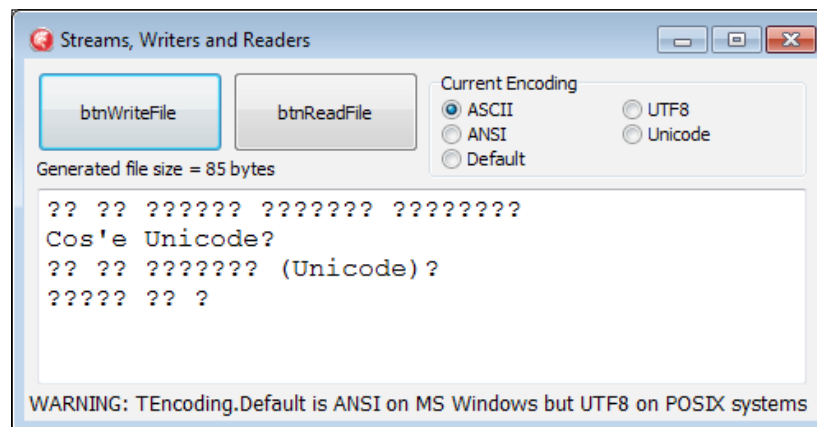 Streams, Writers and Readers
btnWriteFile
btnReadFile
Current Encoding
ASCII
UTF8
ANSI
Unicode
Default
Generated file size = 85 bytes
?? ?? ?????? ??????? ????????
Cos'e Unicode?
?? ?? ??????? (Unicode)?
????? ?? ?
WARNING: TEncoding.Default is ANSI on MS Windows but UTF8 on POSIX systems